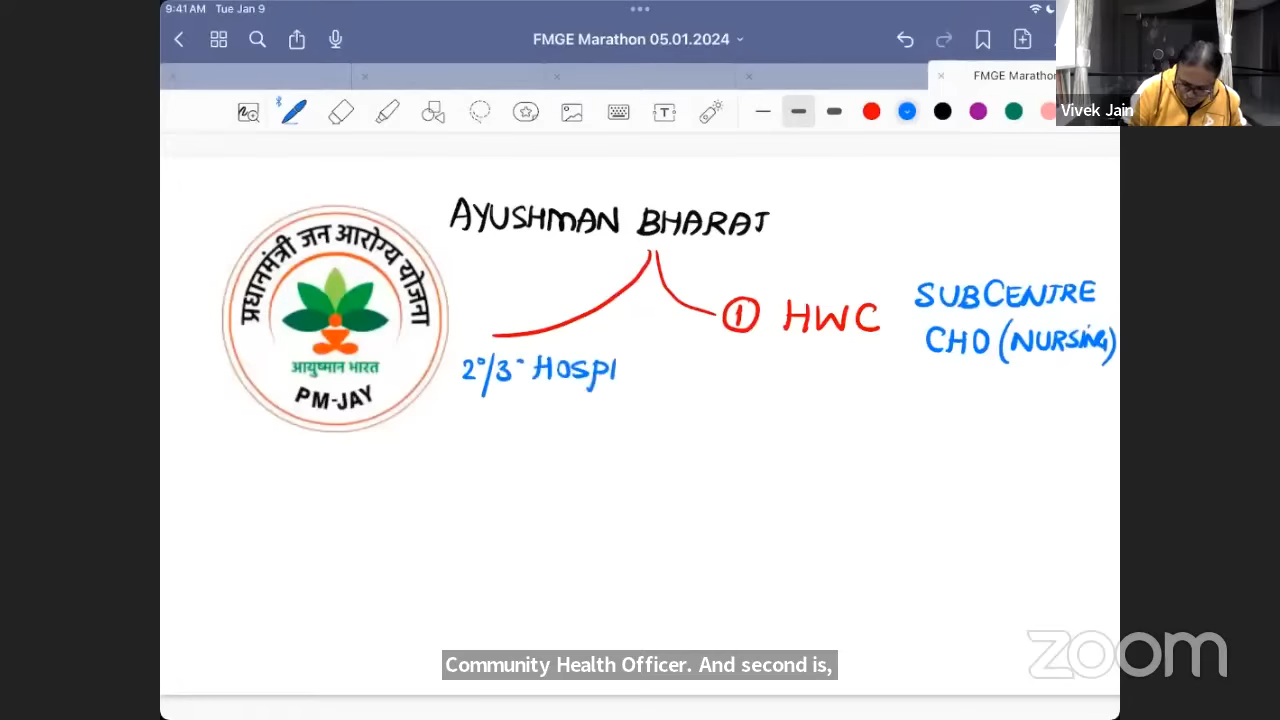 9:41 AM Tue Jan 9
FMGE Marathon 05.01.2024
FMGE Maratho
Vivek Jain
AYUSHMAN BHARAT
प्रधानमंत्री जन आरोग्य योजना
आयुष्मान भारत
PM-JAY
① HWC
SUBCENTRE
CHO (NURSING)
2°/3° HOSPI
Community Health Officer. And second is,
zoom